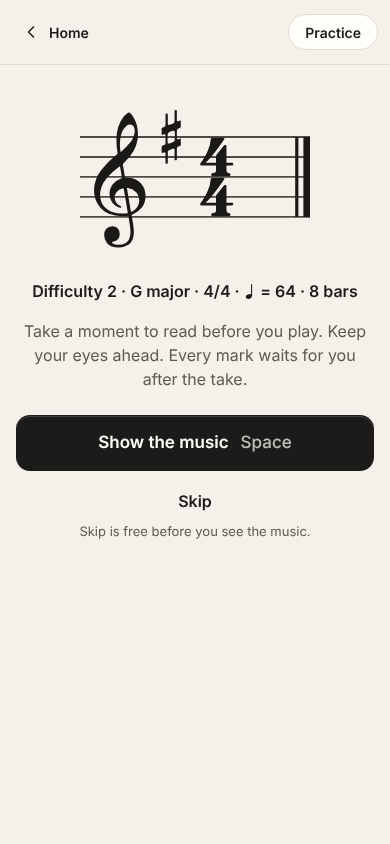 Home
Practice
4
4
Difficulty 2 · G major · 4/4 · ♩ = 64 · 8 bars
Take a moment to read before you play. Keep
your eyes ahead. Every mark waits for you
after the take.
Show the music Space
Skip
Skip is free before you see the music.